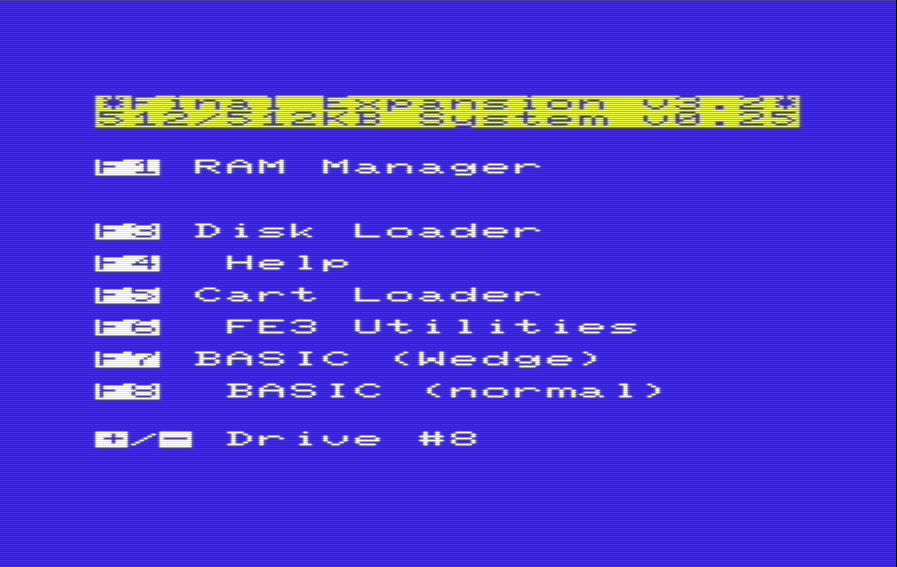 *Final Expansion v3.2*
512/512KB System v0.25
F1 RAM Manager
F3 Disk Loader
F4 Help
F5 Cart Loader
F6 FE3 Utilities
F7 BASIC (Wedge)
F8 BASIC (normal)
+/- Drive #8